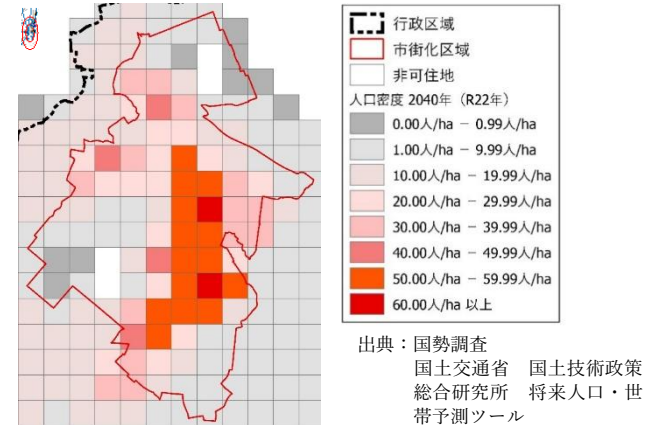 行政区域
市街化区域
非可住地
人口密度 2040年（R22年）
0.00人/ha － 0.99人/ha
1.00人/ha － 9.99人/ha
10.00人/ha － 19.99人/ha
20.00人/ha － 29.99人/ha
30.00人/ha － 39.99人/ha
40.00人/ha － 49.99人/ha
50.00人/ha － 59.99人/ha
60.00人/ha 以上
出典：国勢調査
国土交通省　国土技術政策
総合研究所　将来人口・世
帯予測ツール